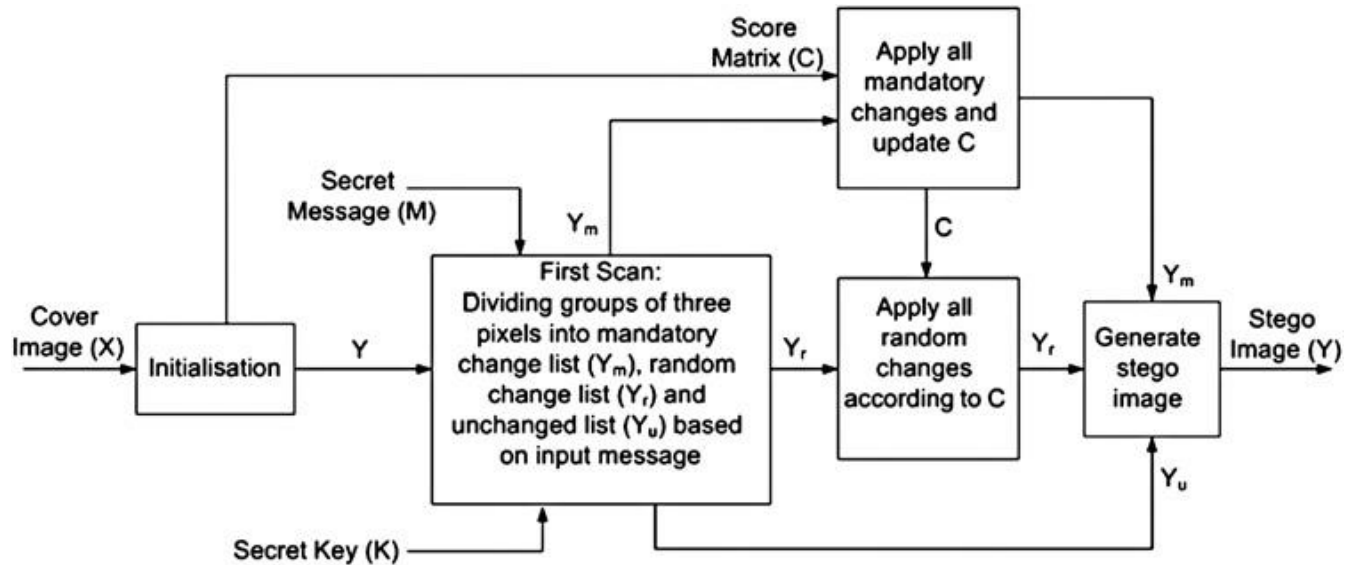 Score
Matrix (C)
Apply all
mandatory
changes and
update C
Secret
Message (M)
Yₘ
C
First Scan:
Dividing groups of three
pixels into mandatory
change list (Yₘ), random
change list (Yᵣ) and
unchanged list (Yᵤ) based
on input message
Cover
Image (X)
Initialisation
Y
Yᵣ
Apply all
random
changes
according to C
Yᵣ
Yₘ
Generate
stego
image
Stego
Image (Y)
Yᵤ
Secret Key (K)